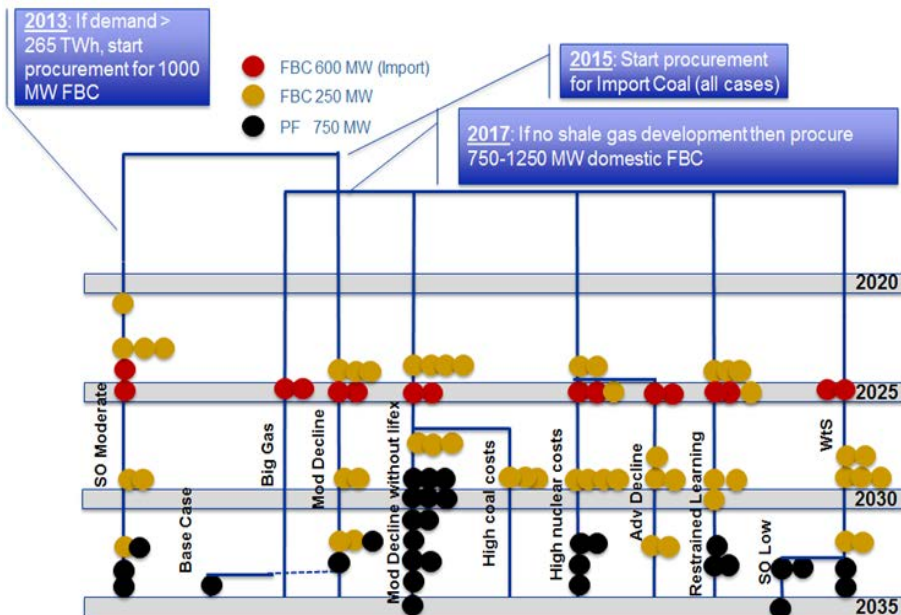 2013: If demand >
265 TWh, start
procurement for 1000
MW FBC
FBC 600 MW (Import)
FBC 250 MW
PF 750 MW
2015: Start procurement
for Import Coal (all cases)
2017: If no shale gas development then procure
750-1250 MW domestic FBC
2020
2025
2030
2035
SO Moderate
Base Case
Big Gas
Mod Decline
Mod Decline without lifex
High coal costs
High nuclear costs
Adv Decline
Restrained Learning
SO Low
WtS